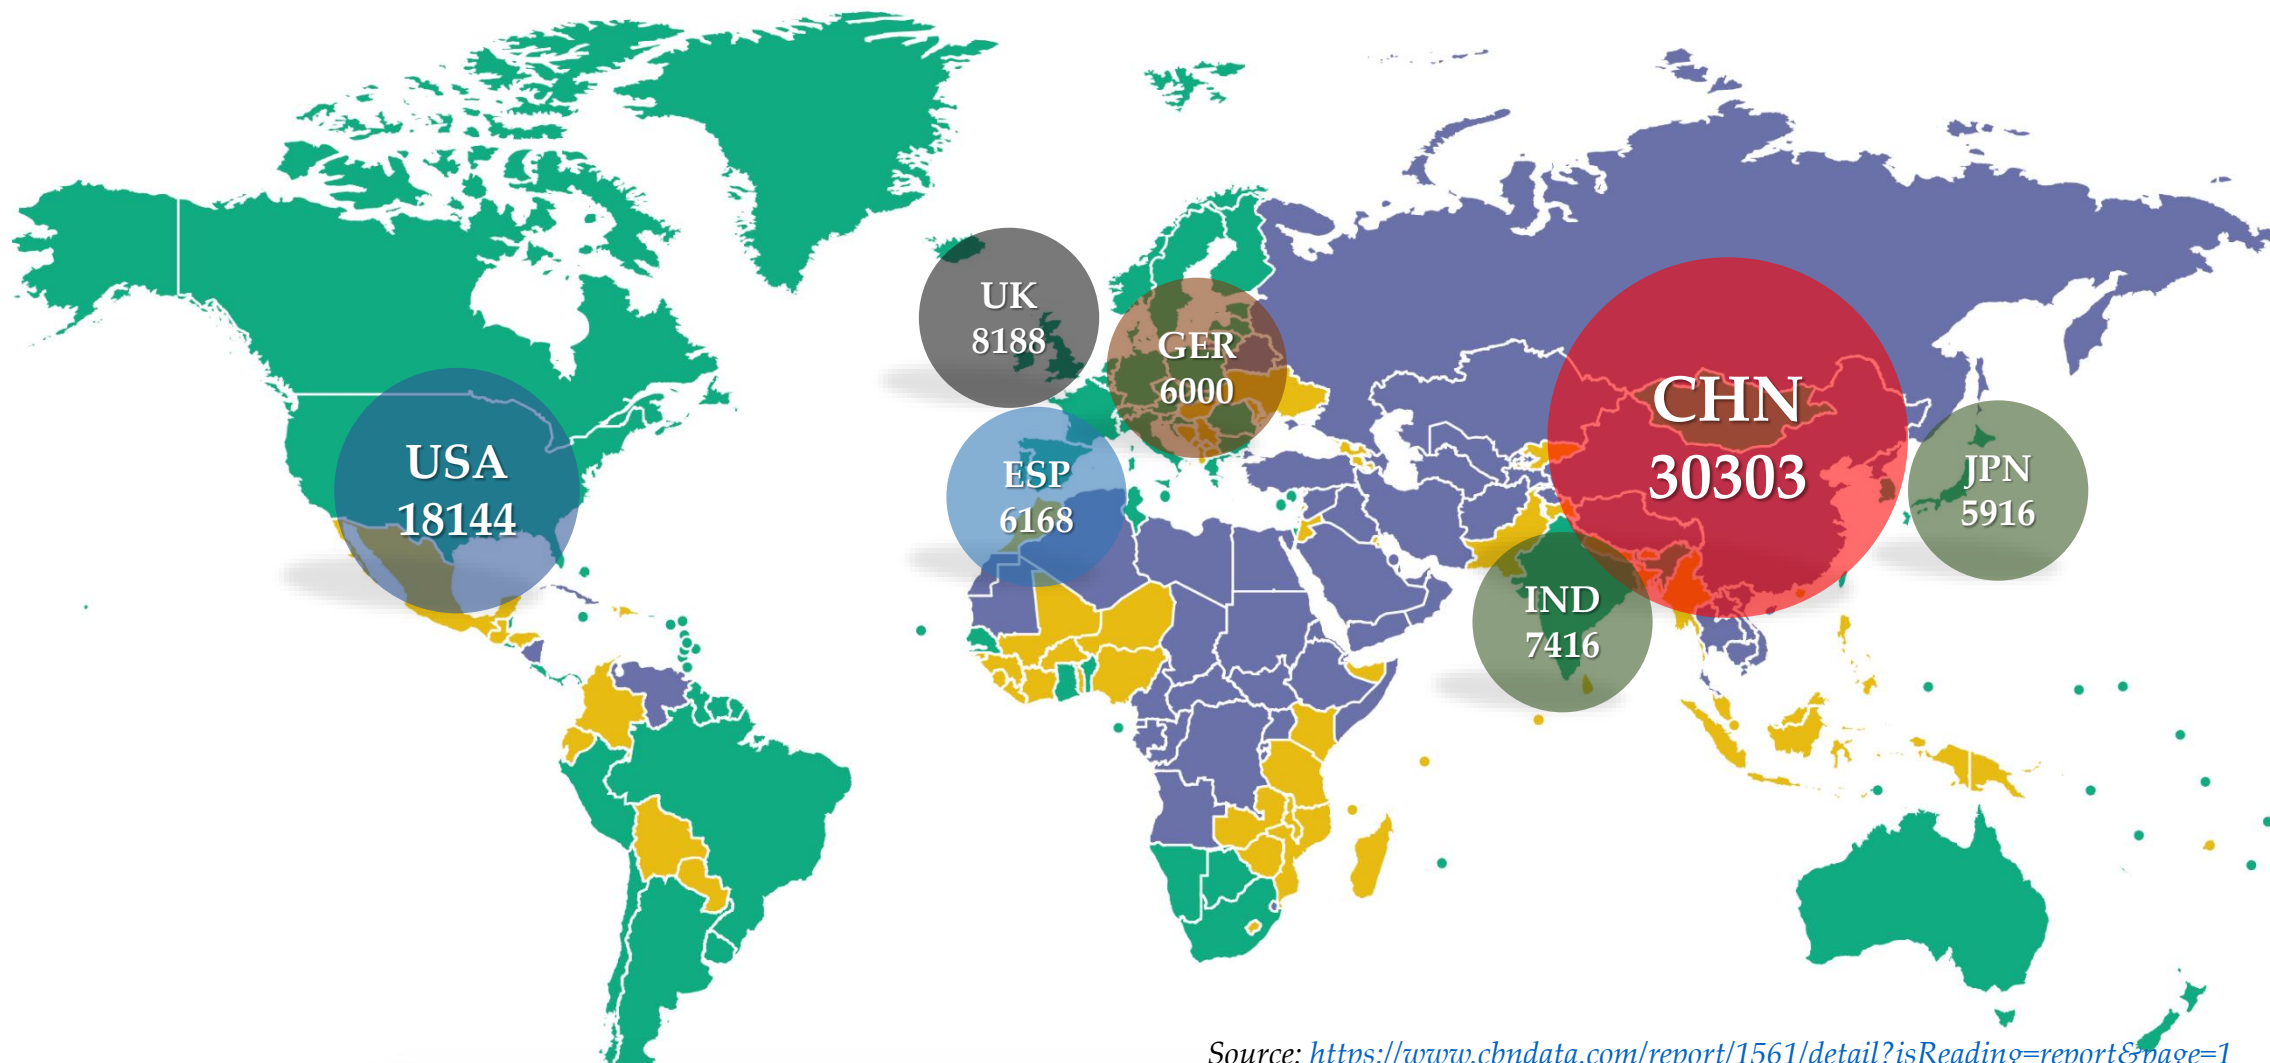 UK
8188
GER
6000
CHN
30303
USA
18144
ESP
6168
JPN
5916
IND
7416
Source: https://www.cbndata.com/report/1561/detail?isReading=report&page=1